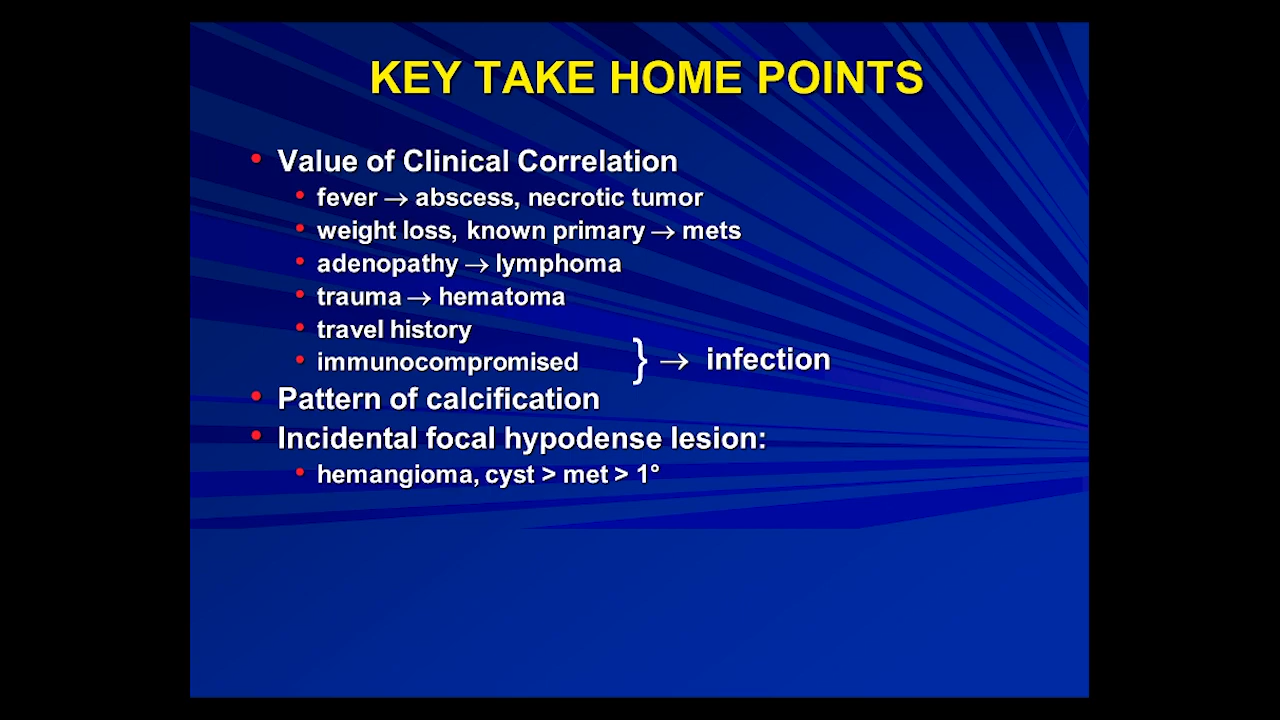 KEY TAKE HOME POINTS
• Value of Clinical Correlation
• fever → abscess, necrotic tumor
• weight loss, known primary → mets
• adenopathy → lymphoma
• trauma → hematoma
• travel history
• immunocompromised } → infection
• Pattern of calcification
• Incidental focal hypodense lesion:
• hemangioma, cyst > met > 1°